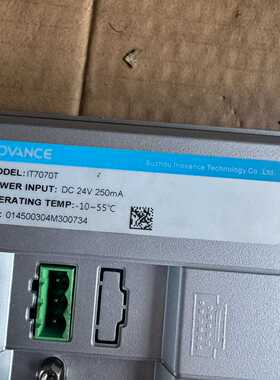 OVANCE
Suzhou Inovance Technology Co.,Ltd.
ODEL: IT7070T
WER INPUT: DC 24V 250mA
ERATING TEMP: -10~55℃
: 014500304M300734